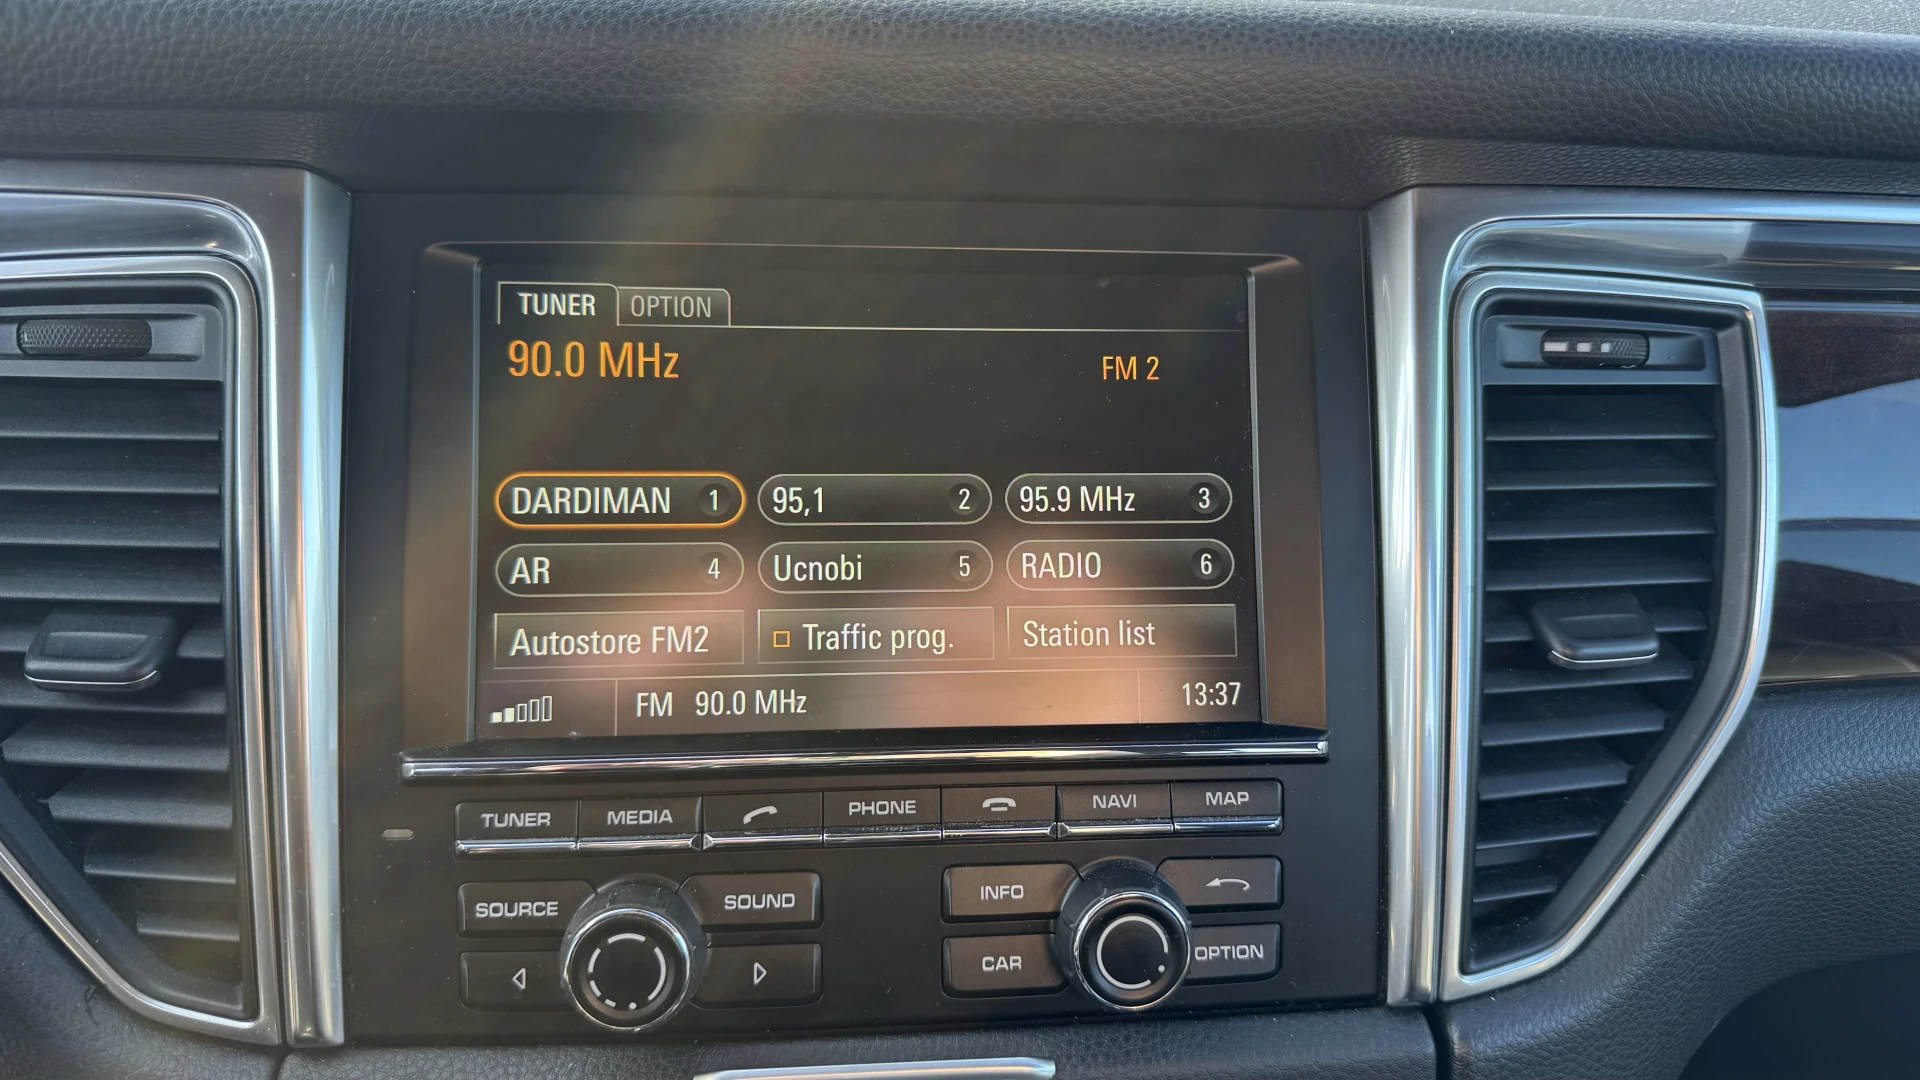 TUNER OPTION
90.0 MHz FM 2
DARDIMAN 1 95,1 2 95.9 MHz 3
AR 4 Ucnobi 5 RADIO 6
Autostore FM2 Traffic prog. Station list
FM 90.0 MHz 13:37
TUNER MEDIA PHONE NAVI MAP
SOURCE SOUND INFO
CAR OPTION